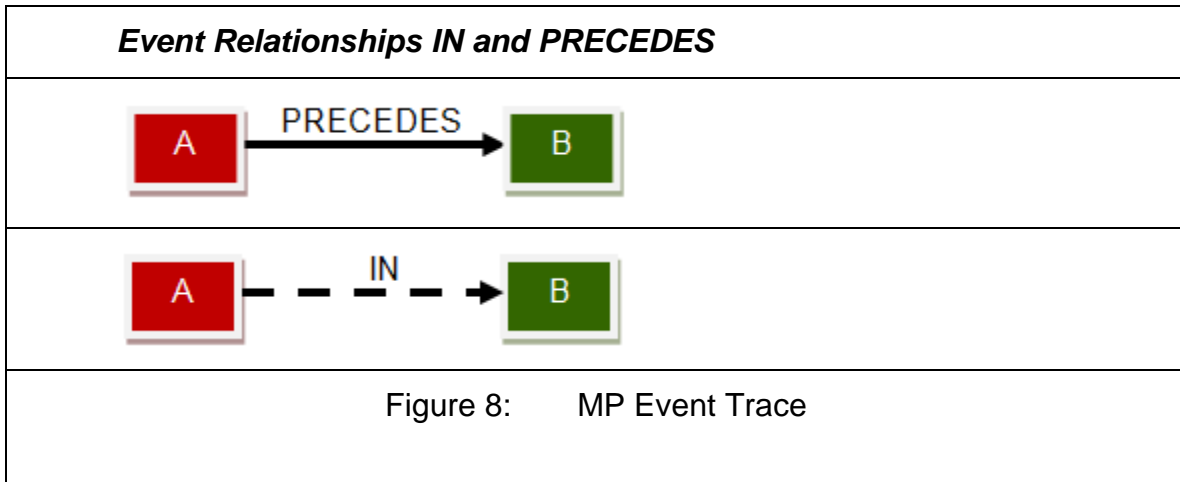 Event Relationships IN and PRECEDES
A PRECEDES B
A IN B
Figure 8: MP Event Trace